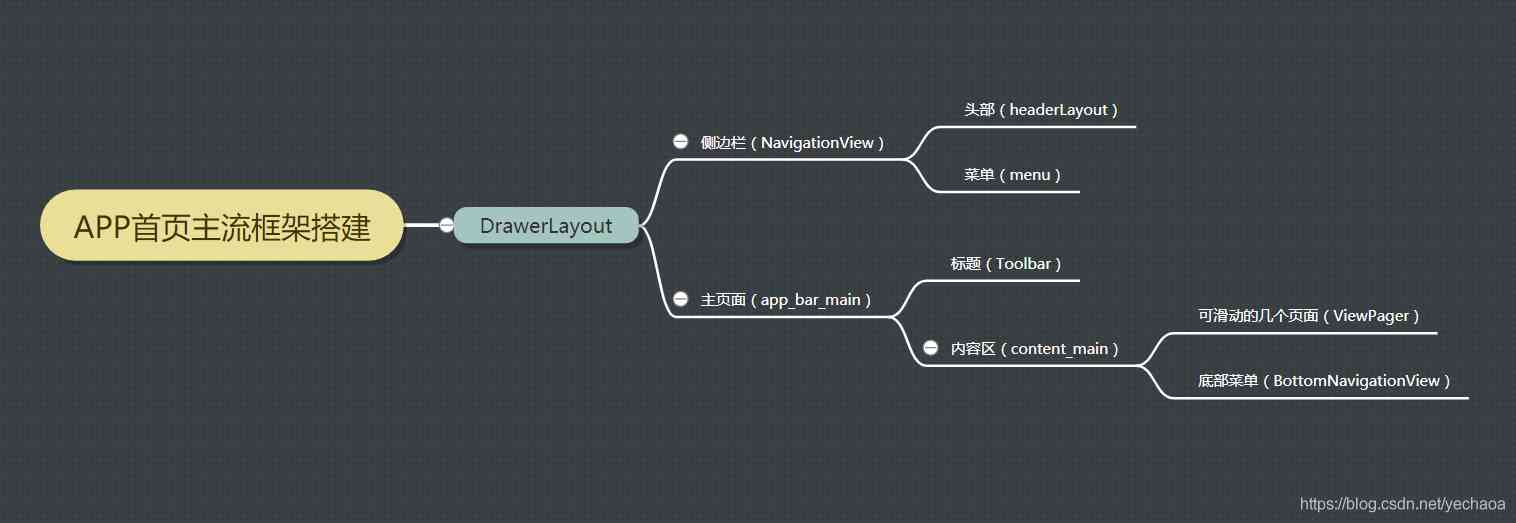 APP首页主流框架搭建
DrawerLayout
侧边栏（NavigationView）
头部（headerLayout）
菜单（menu）
主页面（app_bar_main）
标题（Toolbar）
内容区（content_main）
可滑动的几个页面（ViewPager）
底部菜单（BottomNavigationView）
https://blog.csdn.net/yechaoa